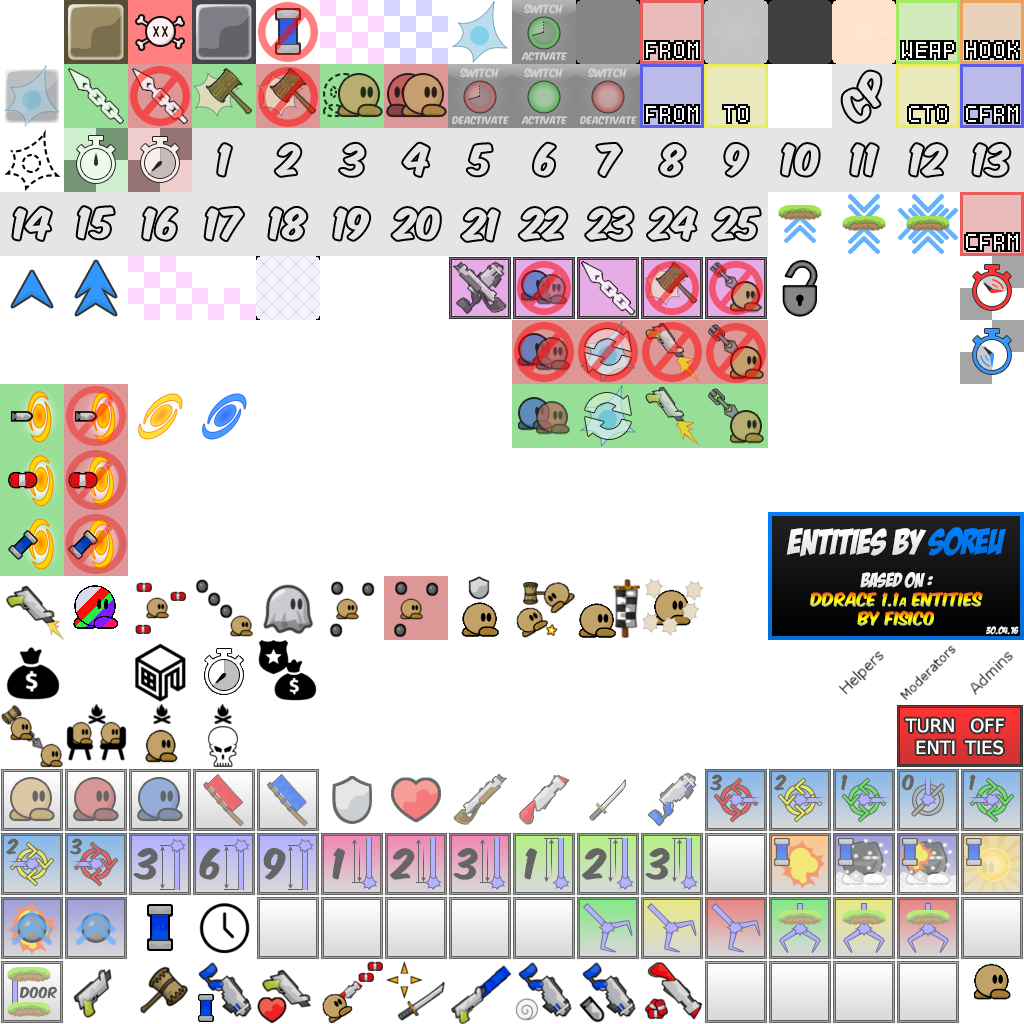 SWITCH
ACTIVATE
FROM
WEAP
HOOK
SWITCH
DEACTIVATE
SWITCH
ACTIVATE
SWITCH
DEACTIVATE
FROM
TO
CP
CTO
CFRM
1 2 3 4 5 6 7 8 9 10 11 12 13
14 15 16 17 18 19 20 21 22 23 24 25
CFRM
ENTITIES BY SOREU
BASED ON :
DDRACE 1.1A ENTITIES
BY FISICO
30.04.16
$
$
Helpers
Moderators
Admins
TURN OFF
ENTI TIES
3 2 1 0 1
2 3 3 6 9 1 2 3 1 2 3
DOOR